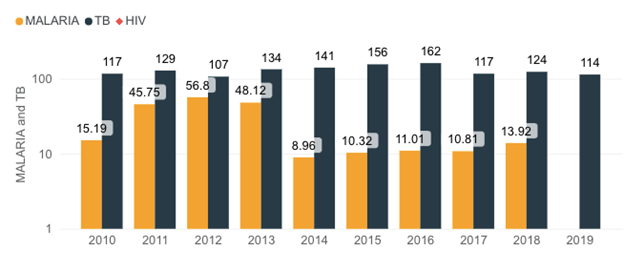 MALARIA TB HIV
MALARIA and TB
100
10
1
117 129 107 134 141 156 162 117 124 114
15.19 45.75 56.8 48.12 8.96 10.32 11.01 10.81 13.92
2010 2011 2012 2013 2014 2015 2016 2017 2018 2019